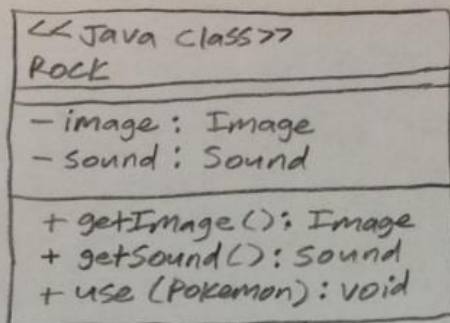 <<Java class>>
Rock
- image : Image
- sound : Sound
+ getImage() : Image
+ getSound() : Sound
+ use (Pokemon) : void